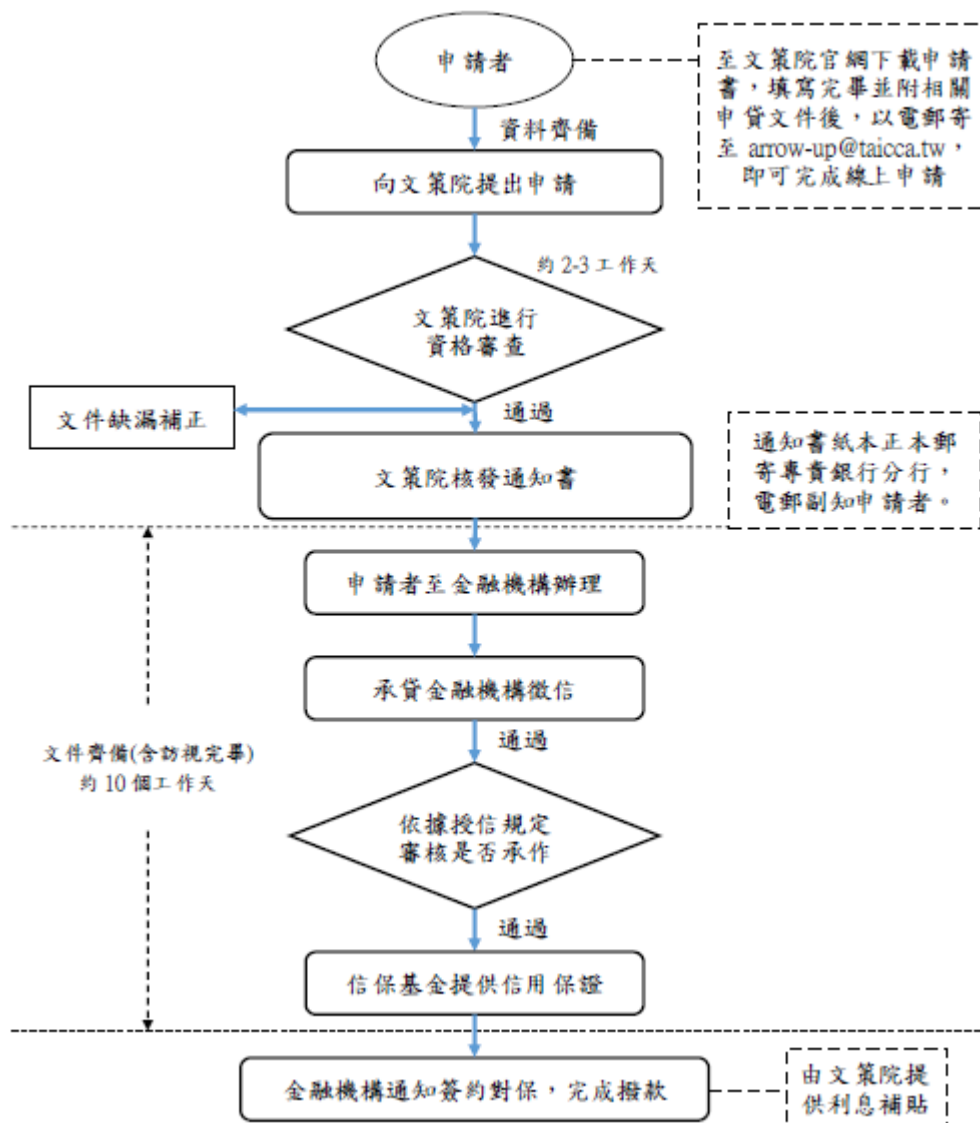 申請者
至文策院官網下載申請
書，填寫完畢並附相關
申貸文件後，以電郵寄
至 arrow-up@taicca.tw，
即可完成線上申請
資料齊備
向文策院提出申請
約 2-3 工作天
文策院進行
資格審查
文件缺漏補正
通過
文策院核發通知書
通知書紙本正本郵
寄專責銀行分行，
電郵副知申請者。
申請者至金融機構辦理
承貸金融機構徵信
通過
文件齊備(含訪視完畢)
約 10 個工作天
依據授信規定
審核是否承作
通過
信保基金提供信用保證
金融機構通知簽約對保，完成撥款
由文策院提
供利息補貼